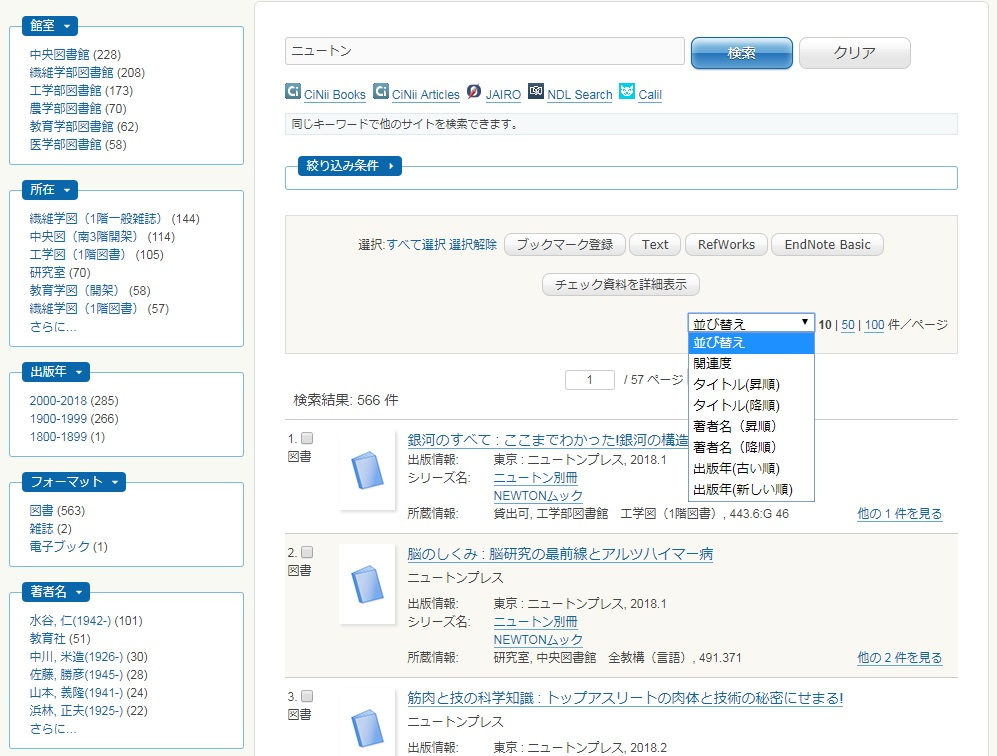 館室
中央図書館 (228)
繊維学部図書館 (208)
工学部図書館 (173)
農学部図書館 (70)
教育学部図書館 (62)
医学部図書館 (58)
所在
繊維学図（1階一般雑誌） (144)
中央図（南3階開架） (114)
工学図（1階図書） (105)
研究室 (70)
教育学図（開架） (58)
繊維学図（1階図書） (57)
さらに...
出版年
2000-2018 (285)
1900-1999 (266)
1800-1899 (1)
フォーマット
図書 (563)
雑誌 (2)
電子ブック (1)
著者名
水谷, 仁(1942-) (101)
教育社 (51)
中川, 米造(1926-) (30)
佐藤, 勝彦(1945-) (28)
山本, 義隆(1941-) (24)
浜林, 正夫(1925-) (22)
さらに...
ニュートン 検索 クリア
CiNii Books CiNii Articles JAIRO NDL Search Calil
同じキーワードで他のサイトを検索できます。
絞り込み条件
選択:すべて選択 選択解除 ブックマーク登録 Text RefWorks EndNote Basic
チェック資料を詳細表示
並び替え 10 | 50 | 100 件／ページ
並び替え
関連度
タイトル(昇順)
タイトル(降順)
著者名（昇順）
著者名（降順）
出版年(古い順)
出版年(新しい順)
1 / 57 ページ
検索結果: 566 件
1. 図書
銀河のすべて : ここまでわかった!銀河の構造
出版情報: 東京 : ニュートンプレス, 2018.1
シリーズ名: ニュートン別冊
NEWTONムック
所蔵情報: 貸出可, 工学部図書館 工学図（1階図書）, 443.6:G 46 他の 1 件を見る
2. 図書
脳のしくみ : 脳研究の最前線とアルツハイマー病
ニュートンプレス
出版情報: 東京 : ニュートンプレス, 2018.1
シリーズ名: ニュートン別冊
NEWTONムック
所蔵情報: 研究室, 中央図書館 全教構（言語）, 491.371 他の 2 件を見る
3. 図書
筋肉と技の科学知識 : トップアスリートの肉体と技術の秘密にせまる!
ニュートンプレス
出版情報: 東京 : ニュートンプレス, 2018.2